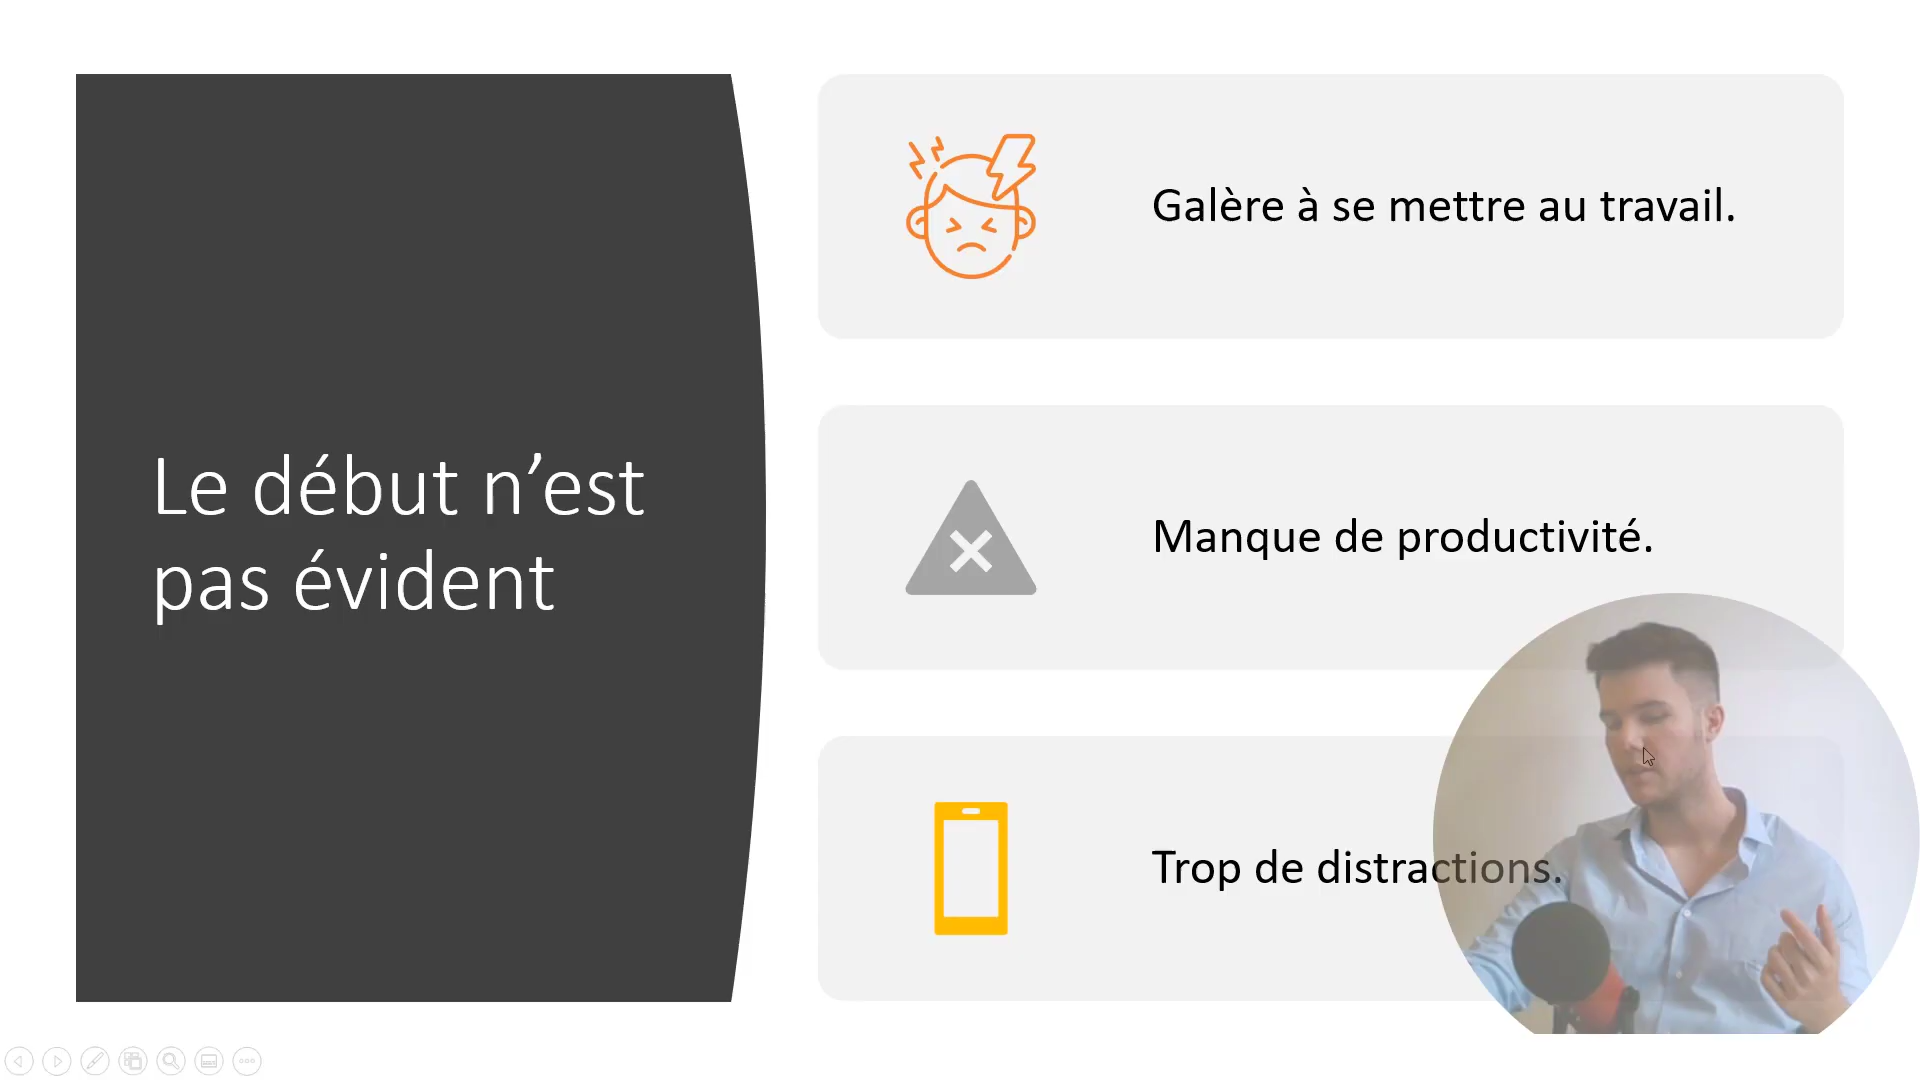 Le début n’est
pas évident
Galère à se mettre au travail.
Manque de productivité.
Trop de distractions.